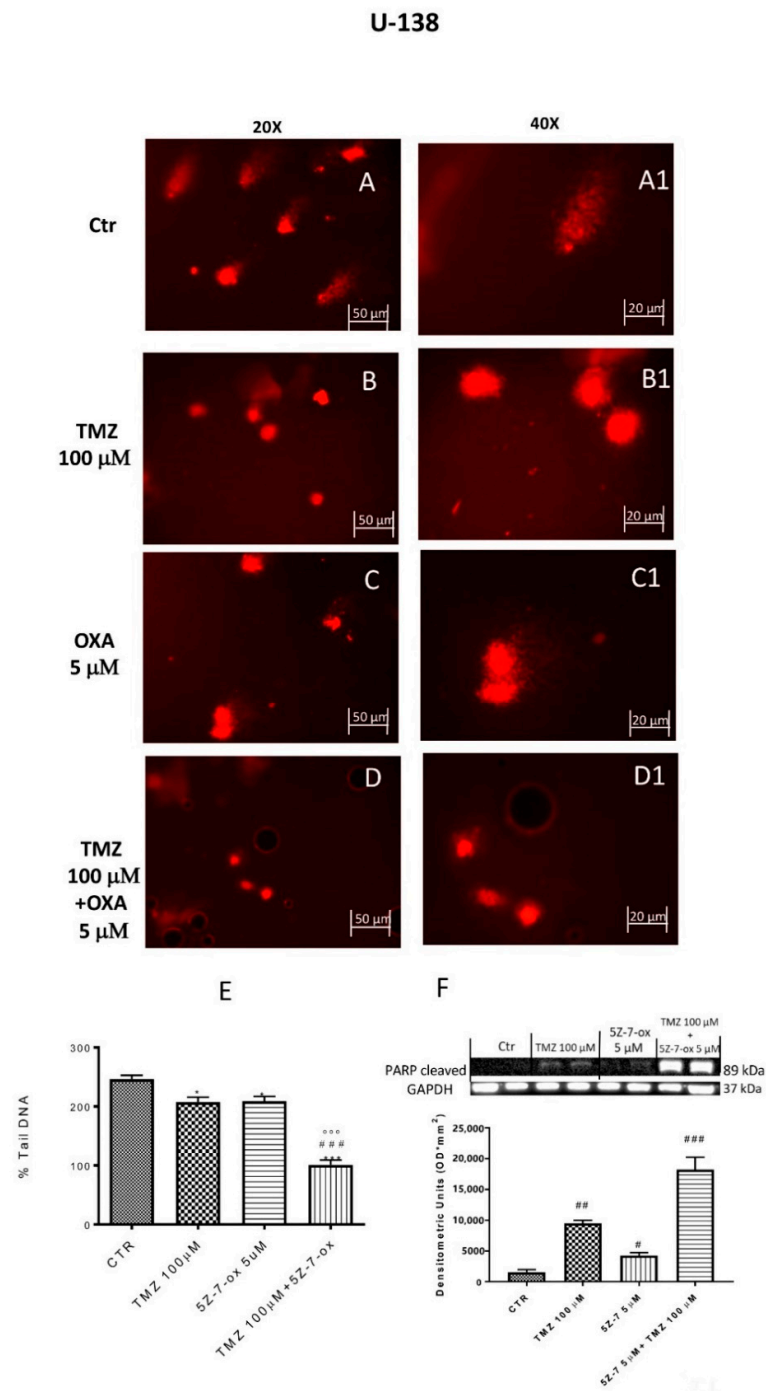 U-138
20X
40X
Ctr
A
50 µm
A1
20 µm
TMZ
100 µM
B
50 µm
B1
20 µm
OXA
5 µM
C
50 µm
C1
20 µm
TMZ
100 µM
+OXA
5 µM
D
50 µm
D1
20 µm
E
% Tail DNA
300
200
100
0
*
*
°°°
###
***
CTR
TMZ 100µM
5Z-7-ox 5uM
TMZ 100µM+5Z-7-ox
F
Ctr
TMZ 100 µM
5Z-7-ox
5 µM
TMZ 100 µM
+
5Z-7-ox 5 µM
PARP cleaved
89 kDa
GAPDH
37 kDa
Densitometric Units (OD*mm²)
25,000
20,000
15,000
10,000
5000
0
##
#
###
CTR
TMZ 100 µM
5Z-7 5 µM
5Z-7 5 µM+ TMZ 100 µM